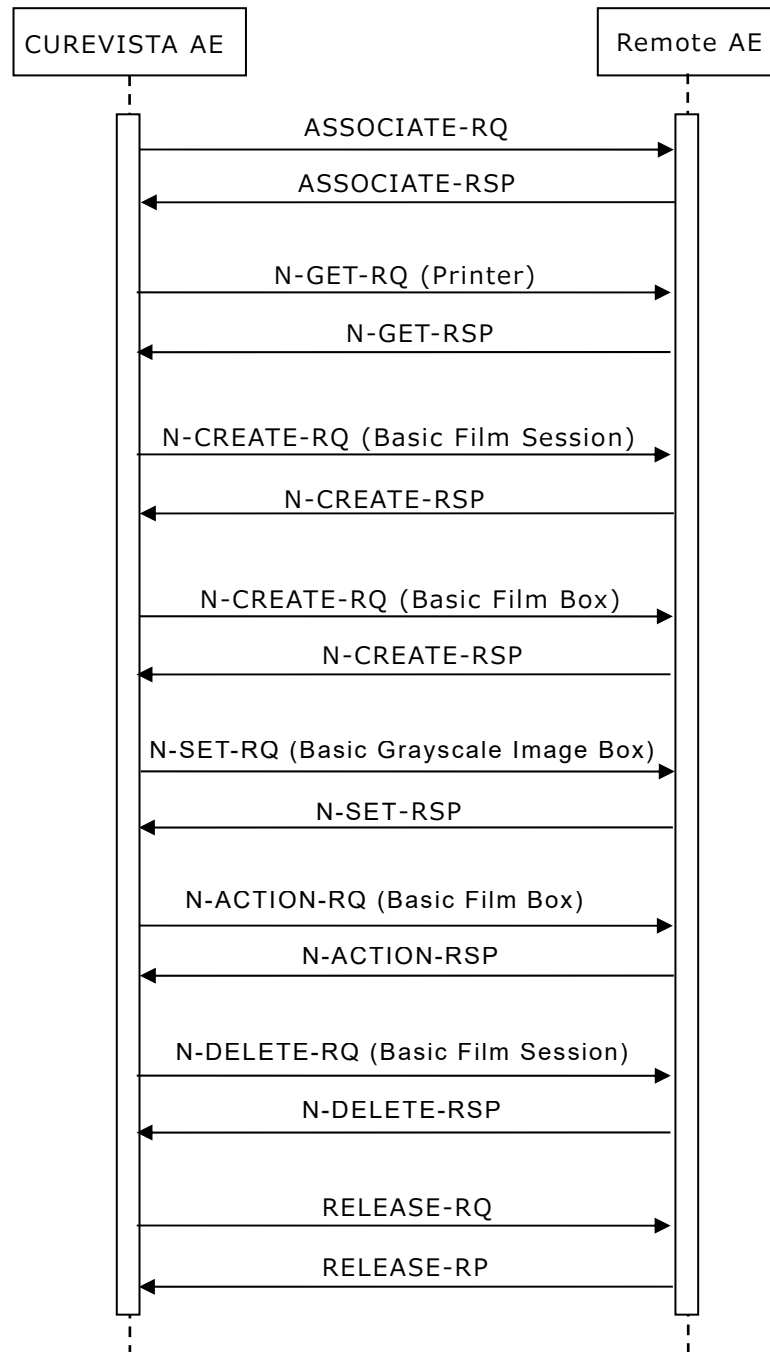 CUREVISTA AE
Remote AE
ASSOCIATE-RQ
ASSOCIATE-RSP
N-GET-RQ (Printer)
N-GET-RSP
N-CREATE-RQ (Basic Film Session)
N-CREATE-RSP
N-CREATE-RQ (Basic Film Box)
N-CREATE-RSP
N-SET-RQ (Basic Grayscale Image Box)
N-SET-RSP
N-ACTION-RQ (Basic Film Box)
N-ACTION-RSP
N-DELETE-RQ (Basic Film Session)
N-DELETE-RSP
RELEASE-RQ
RELEASE-RP